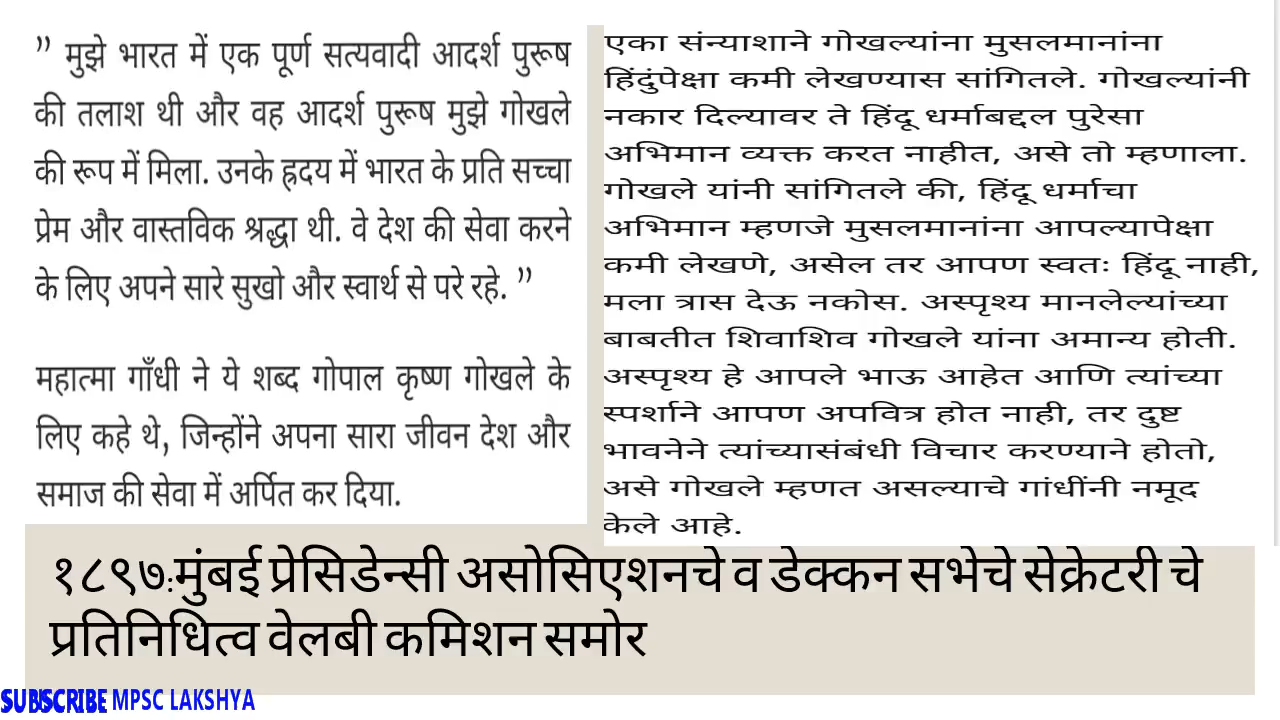 ” मुझे भारत में एक पूर्ण सत्यवादी आदर्श पुरूष
की तलाश थी और वह आदर्श पुरूष मुझे गोखले
की रूप में मिला. उनके ह्रदय में भारत के प्रति सच्चा
प्रेम और वास्तविक श्रद्धा थी. वे देश की सेवा करने
के लिए अपने सारे सुखो और स्वार्थ से परे रहे. ”
महात्मा गाँधी ने ये शब्द गोपाल कृष्ण गोखले के
लिए कहे थे, जिन्होंने अपना सारा जीवन देश और
समाज की सेवा में अर्पित कर दिया.
एका संन्याशाने गोखल्यांना मुसलमानांना
हिंदुंपेक्षा कमी लेखण्यास सांगितले. गोखल्यांनी
नकार दिल्यावर ते हिंदू धर्माबद्दल पुरेसा
अभिमान व्यक्त करत नाहीत, असे तो म्हणाला.
गोखले यांनी सांगितले की, हिंदू धर्माचा
अभिमान म्हणजे मुसलमानांना आपल्यापेक्षा
कमी लेखणे, असेल तर आपण स्वतः हिंदू नाही,
मला त्रास देऊ नकोस. अस्पृश्य मानलेल्यांच्या
बाबतीत शिवाशिव गोखले यांना अमान्य होती.
अस्पृश्य हे आपले भाऊ आहेत आणि त्यांच्या
स्पर्शाने आपण अपवित्र होत नाही, तर दुष्ट
भावनेने त्यांच्यासंबंधी विचार करण्याने होतो,
असे गोखले म्हणत असल्याचे गांधींनी नमूद
केले आहे.
१८९७:मुंबई प्रेसिडेन्सी असोसिएशनचे व डेक्कन सभेचे सेक्रेटरी चे
प्रतिनिधित्व वेलबी कमिशन समोर
SUBSCRIBE MPSC LAKSHYA